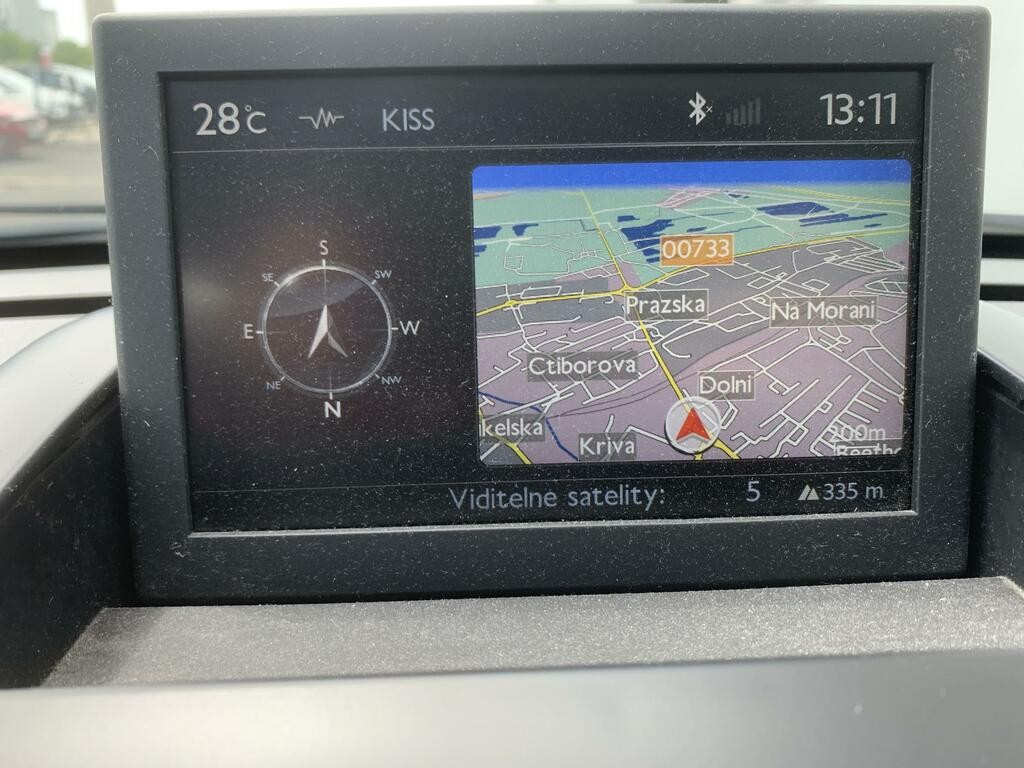 28°C KISS 13:11
S
SE SW
E W
NE NW
N
00733
Prazska
Na Morani
Ctiborova
Dolni
kelska
Kriva
200m
Viditelne satelity: 5 335 m